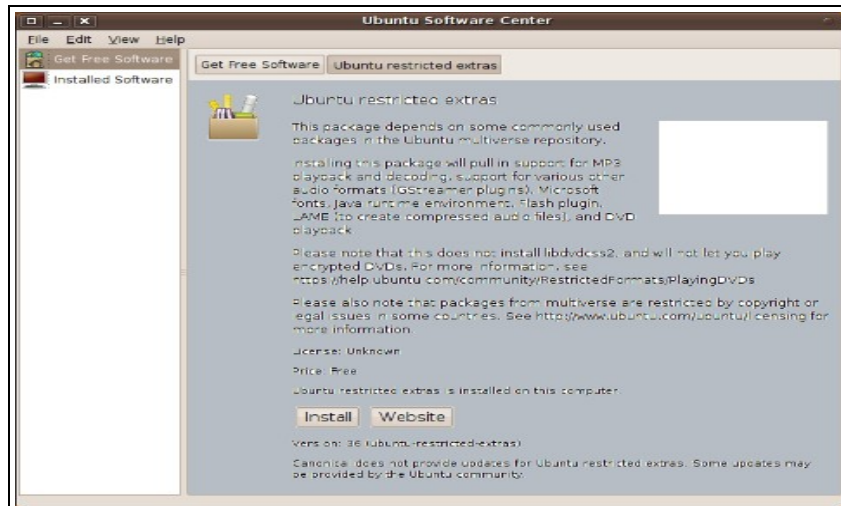 Ubuntu Software Center
File Edit View Help
Get Free Software
Installed Software
Get Free Software Ubuntu restricted extras
Ubuntu restricted extras
This package depends on some commonly used
packages in the Ubuntu multiverse repository.
Installing this package will pull in support for MP3
playback and decoding, support for various other
audio formats (GStreamer plugins), Microsoft
fonts, Java runtime environment, Flash plugin,
LAME (to create compressed audio files), and DVD
playback
Please note that this does not install libdvdcss2, and will not let you play
encrypted DVDs. For more information, see
https://help.ubuntu.com/community/RestrictedFormats/PlayingDVDs
Please also note that packages from multiverse are restricted by copyright or
legal issues in some countries. See http://www.ubuntu.com/ubuntu/licensing for
more information.
License: Unknown
Price: Free
Ubuntu restricted extras is installed on this computer.
Install Website
Version: 36 (ubuntu-restricted-extras)
Canonical does not provide updates for Ubuntu restricted extras. Some updates may
be provided by the Ubuntu community.